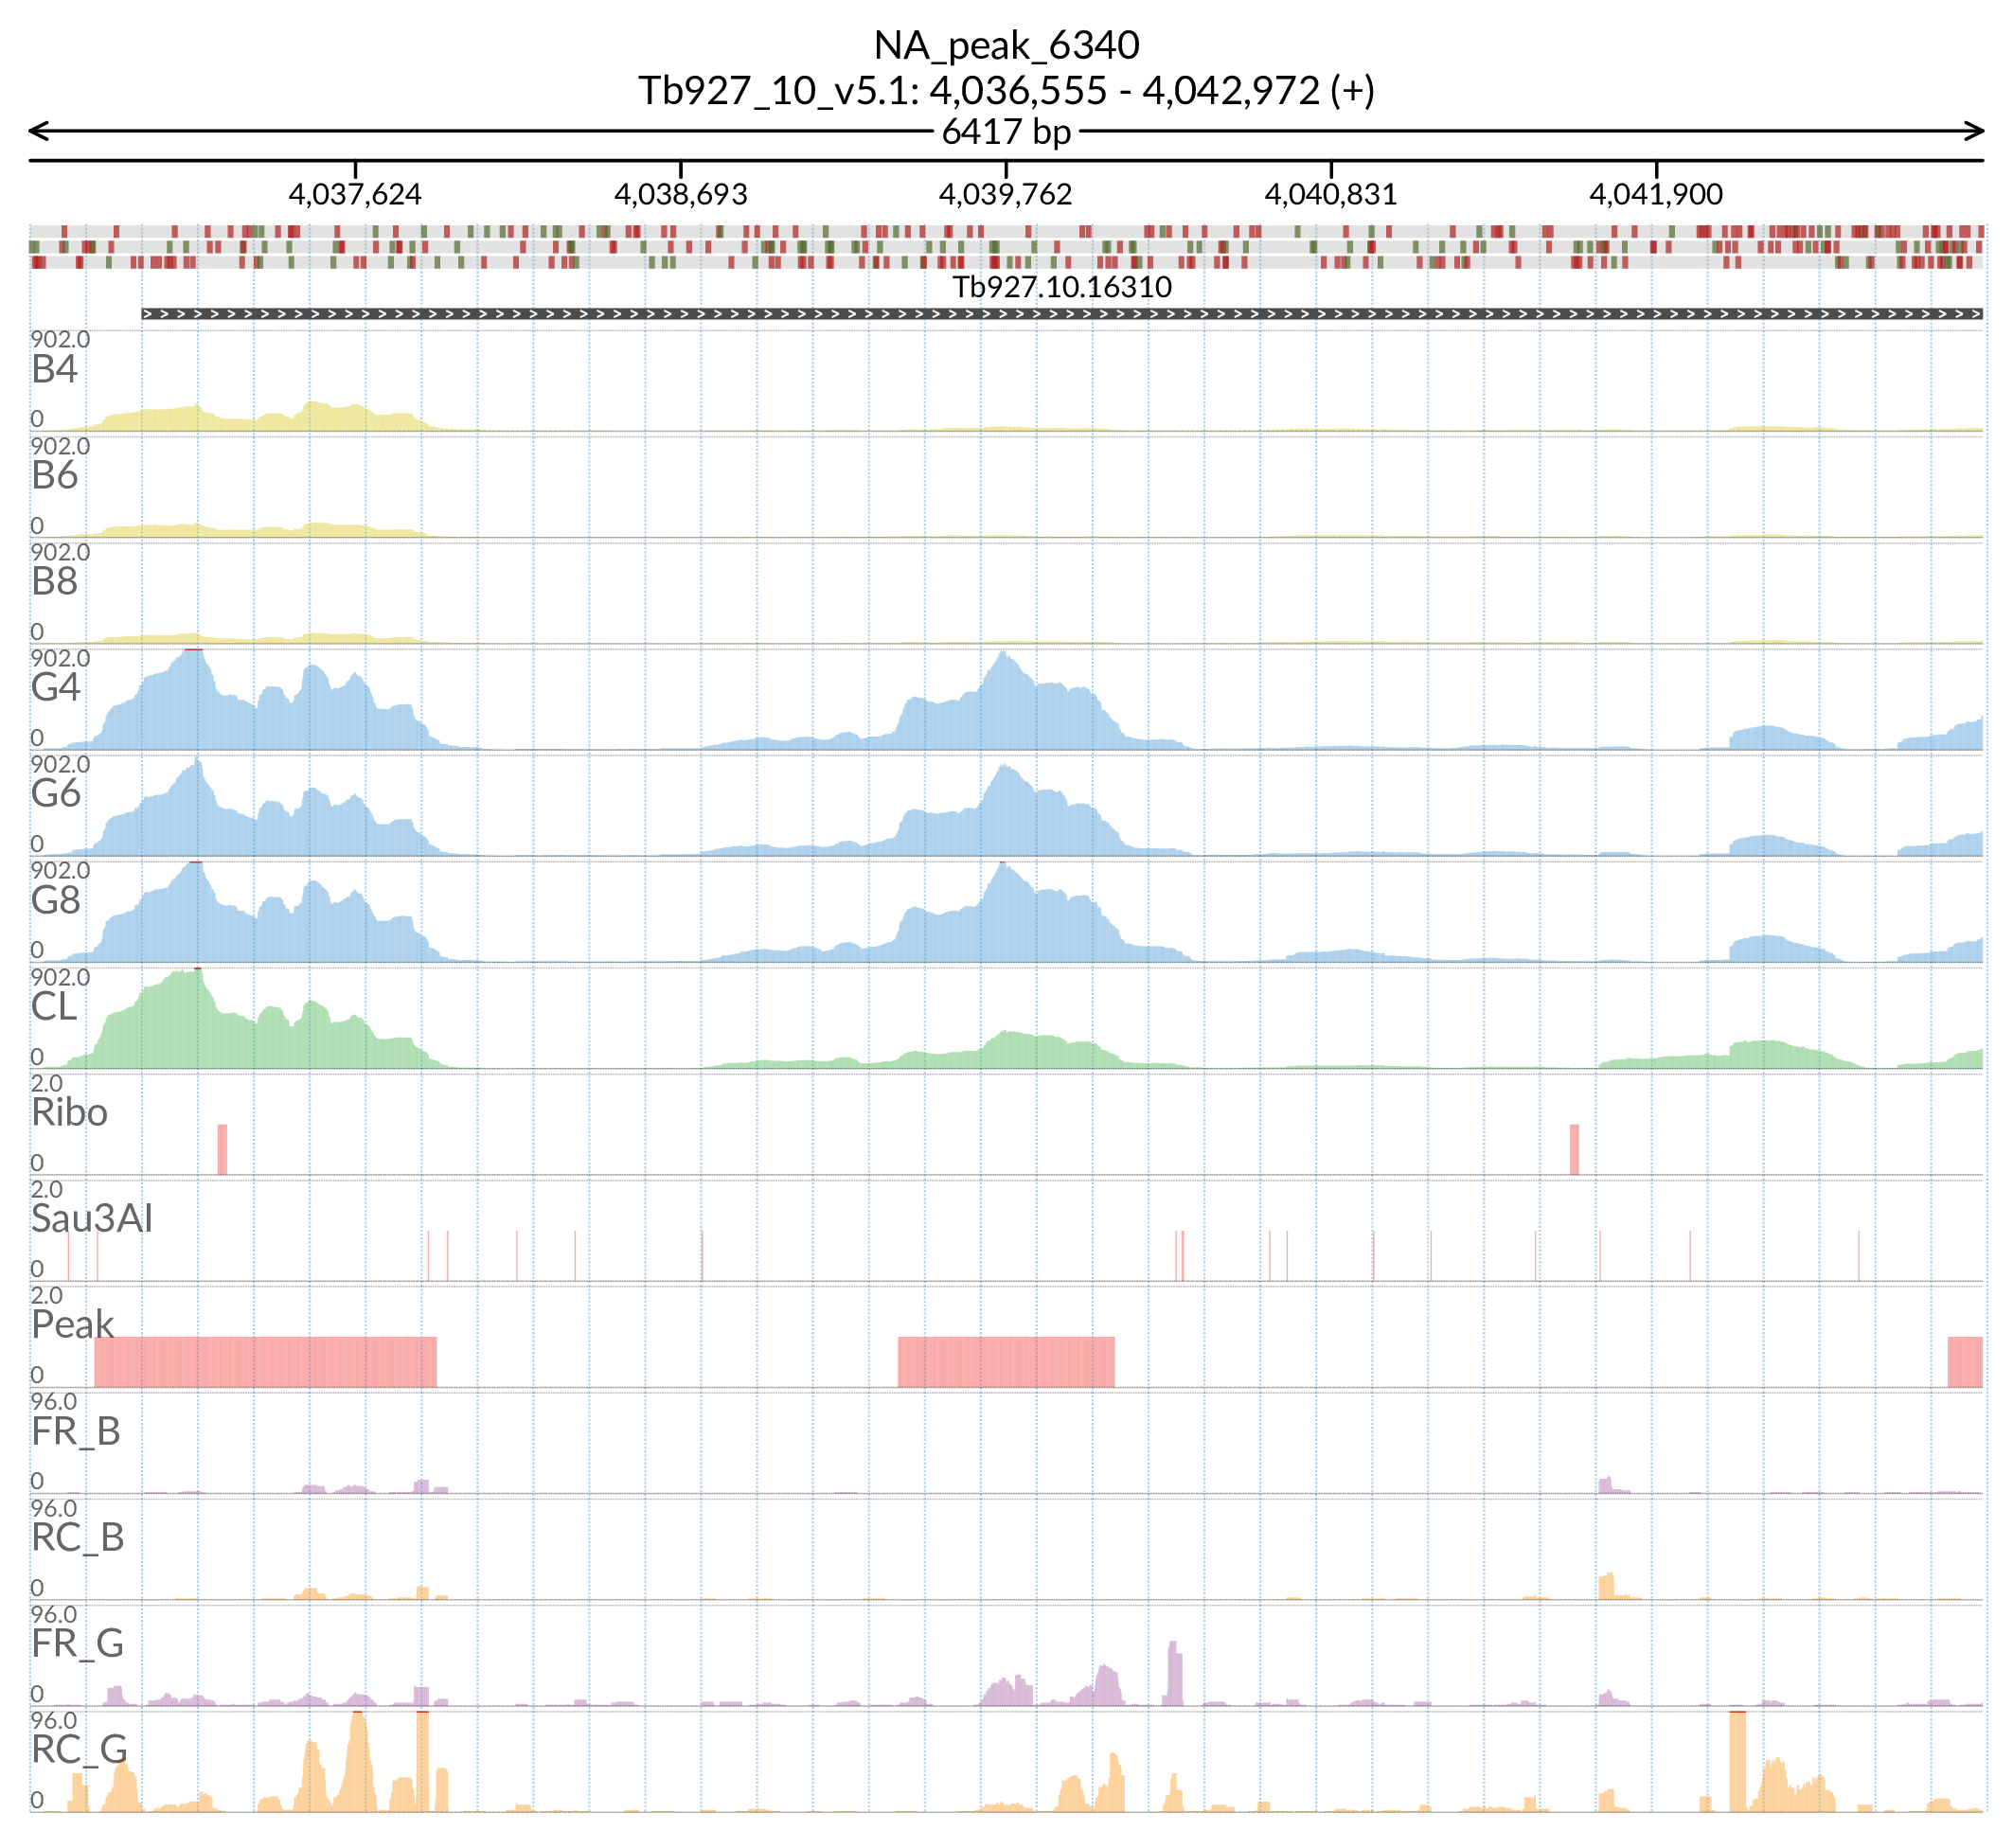 NA_peak_6340
Tb927_10_v5.1: 4,036,555 - 4,042,972 (+)
6417 bp
4,037,624 4,038,693 4,039,762 4,040,831 4,041,900
Tb927.10.16310
902.0
B4
0
902.0
B6
0
902.0
B8
0
902.0
G4
0
902.0
G6
0
902.0
G8
0
902.0
CL
0
2.0
Ribo
0
2.0
Sau3AI
0
2.0
Peak
0
96.0
FR_B
0
96.0
RC_B
0
96.0
FR_G
0
96.0
RC_G
0